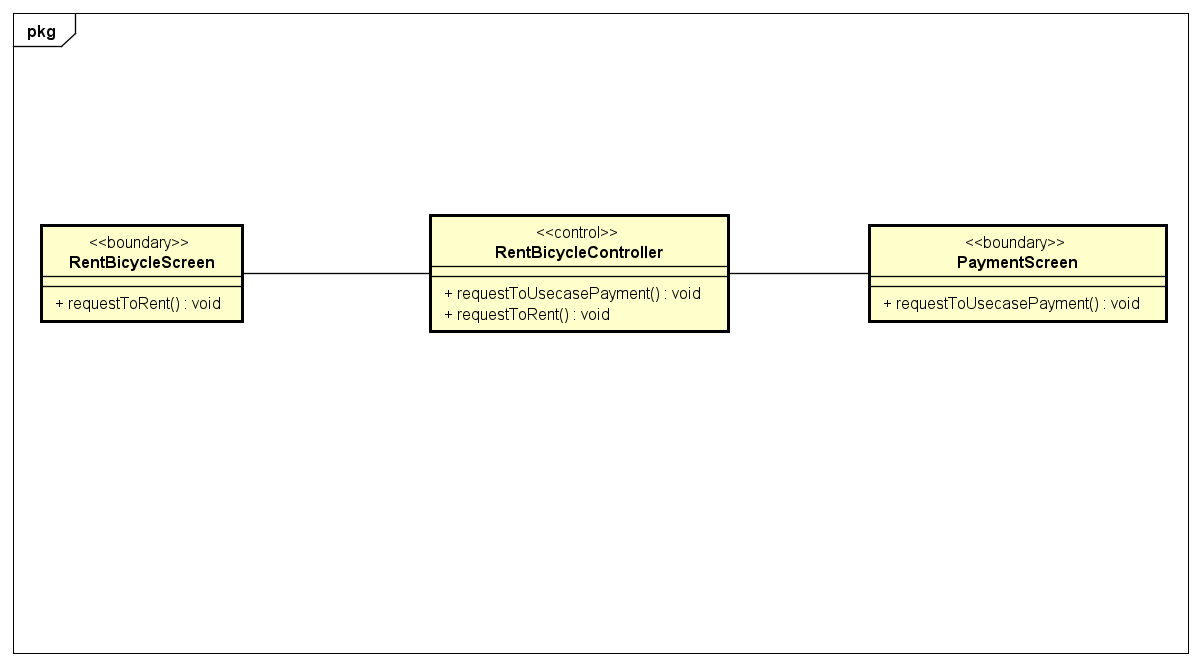 pkg
<<boundary>>
RentBicycleScreen
+ requestToRent() : void
<<control>>
RentBicycleController
+ requestToUsecasePayment() : void
+ requestToRent() : void
<<boundary>>
PaymentScreen
+ requestToUsecasePayment() : void